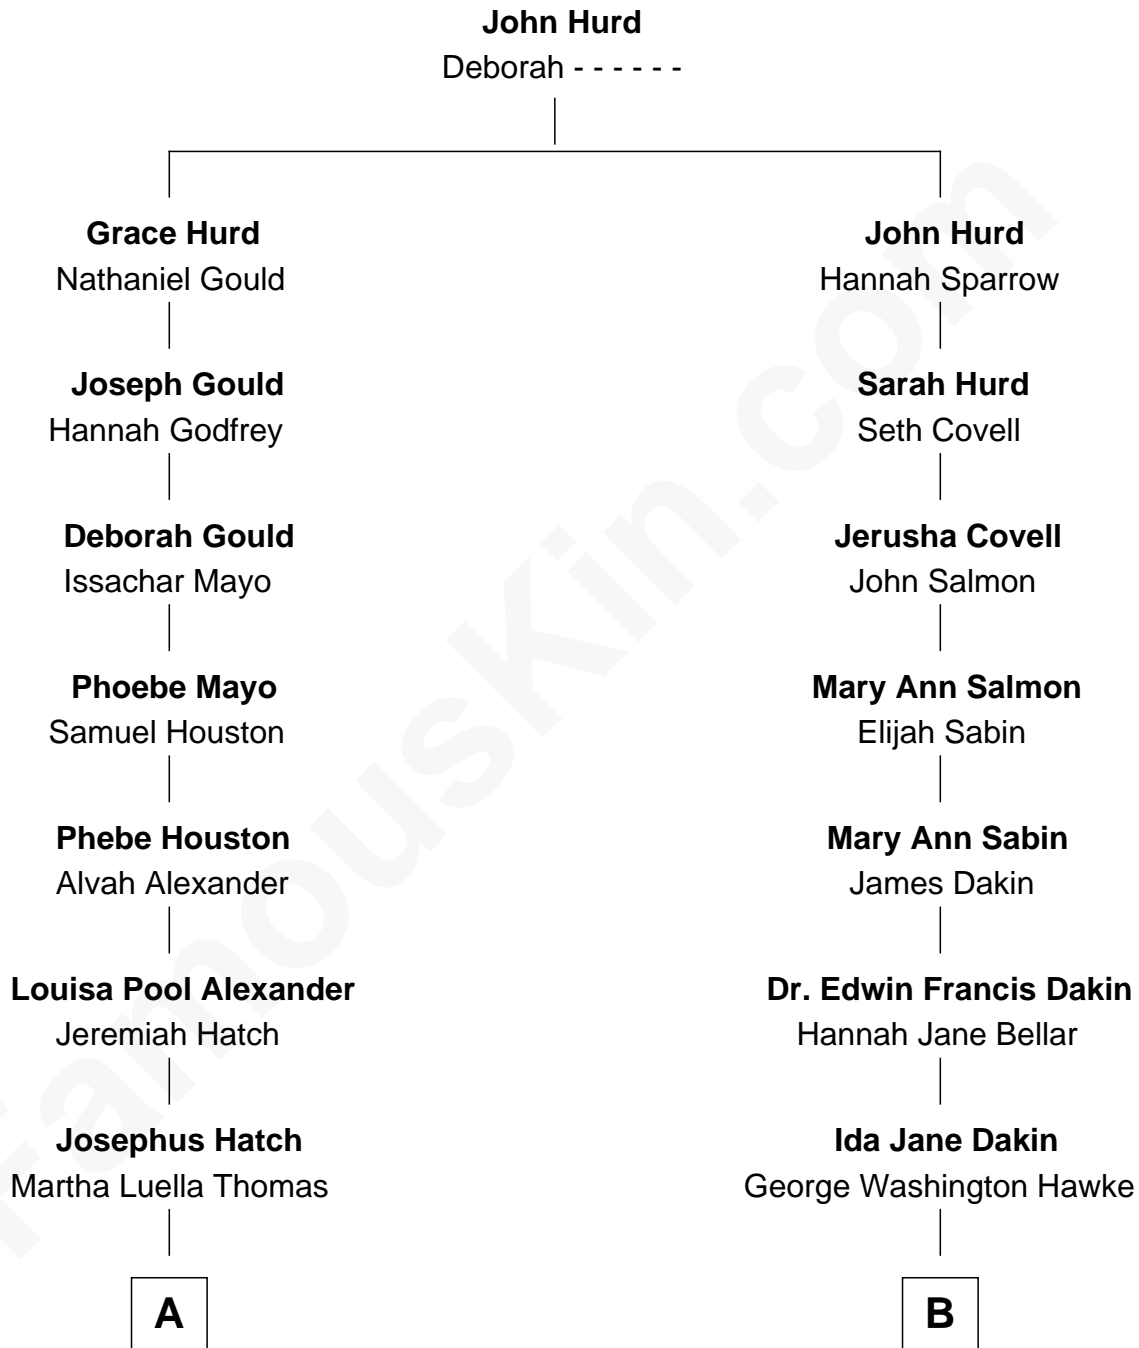 John Hurd
Deborah - - - - - -
Grace Hurd
Nathaniel Gould
John Hurd
Hannah Sparrow
Joseph Gould
Hannah Godfrey
Sarah Hurd
Seth Covell
Deborah Gould
Issachar Mayo
Jerusha Covell
John Salmon
Phoebe Mayo
Samuel Houston
Mary Ann Salmon
Elijah Sabin
Phebe Houston
Alvah Alexander
Mary Ann Sabin
James Dakin
Louisa Pool Alexander
Jeremiah Hatch
Dr. Edwin Francis Dakin
Hannah Jane Bellar
Josephus Hatch
Martha Luella Thomas
Ida Jane Dakin
George Washington Hawke
A
B
FamousKin.com